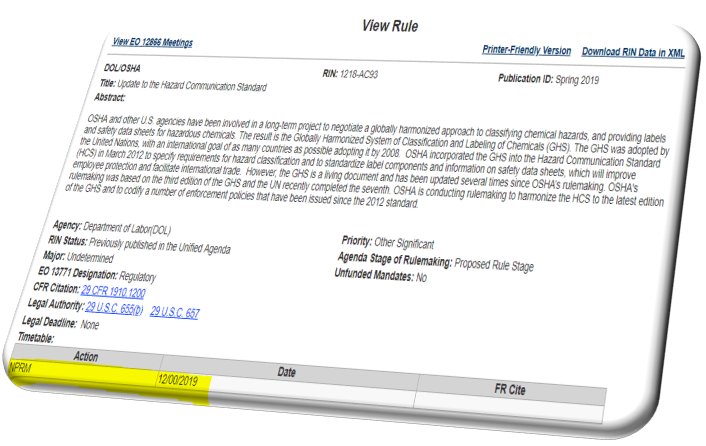 View Rule
View EO 12866 Meetings
Printer-Friendly Version Download RIN Data in XML
DOL/OSHA RIN: 1218-AC93 Publication ID: Spring 2019
Title: Update to the Hazard Communication Standard
Abstract:
OSHA and other U.S. agencies have been involved in a long-term project to negotiate a globally harmonized approach to classifying chemical hazards, and providing labels
and safety data sheets for hazardous chemicals. The result is the Globally Harmonized System of Classification and Labeling of Chemicals (GHS). The GHS was adopted by
the United Nations, with an international goal of as many countries as possible adopting it by 2008. OSHA incorporated the GHS into the Hazard Communication Standard
(HCS) in March 2012 to specify requirements for hazard classification and to standardize label components and information on safety data sheets, which will improve
employee protection and facilitate international trade. However, the GHS is a living document and has been updated several times since OSHA's rulemaking. OSHA's
rulemaking was based on the third edition of the GHS and the UN recently completed the seventh. OSHA is conducting rulemaking to harmonize the HCS to the latest edition
of the GHS and to codify a number of enforcement policies that have been issued since the 2012 standard.
Agency: Department of Labor(DOL) Priority: Other Significant
RIN Status: Previously published in the Unified Agenda Agenda Stage of Rulemaking: Proposed Rule Stage
Major: Undetermined Unfunded Mandates: No
EO 13771 Designation: Regulatory
CFR Citation: 29 CFR 1910.1200
Legal Authority: 29 U.S.C. 655(b) 29 U.S.C. 657
Legal Deadline: None
Timetable:
Action Date FR Cite
NPRM 12/00/2019